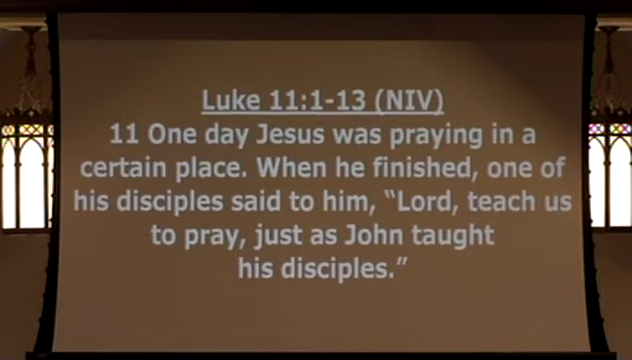 Luke 11:1-13 (NIV)
11 One day Jesus was praying in a
certain place. When he finished, one of
his disciples said to him, “Lord, teach us
to pray, just as John taught
his disciples.”